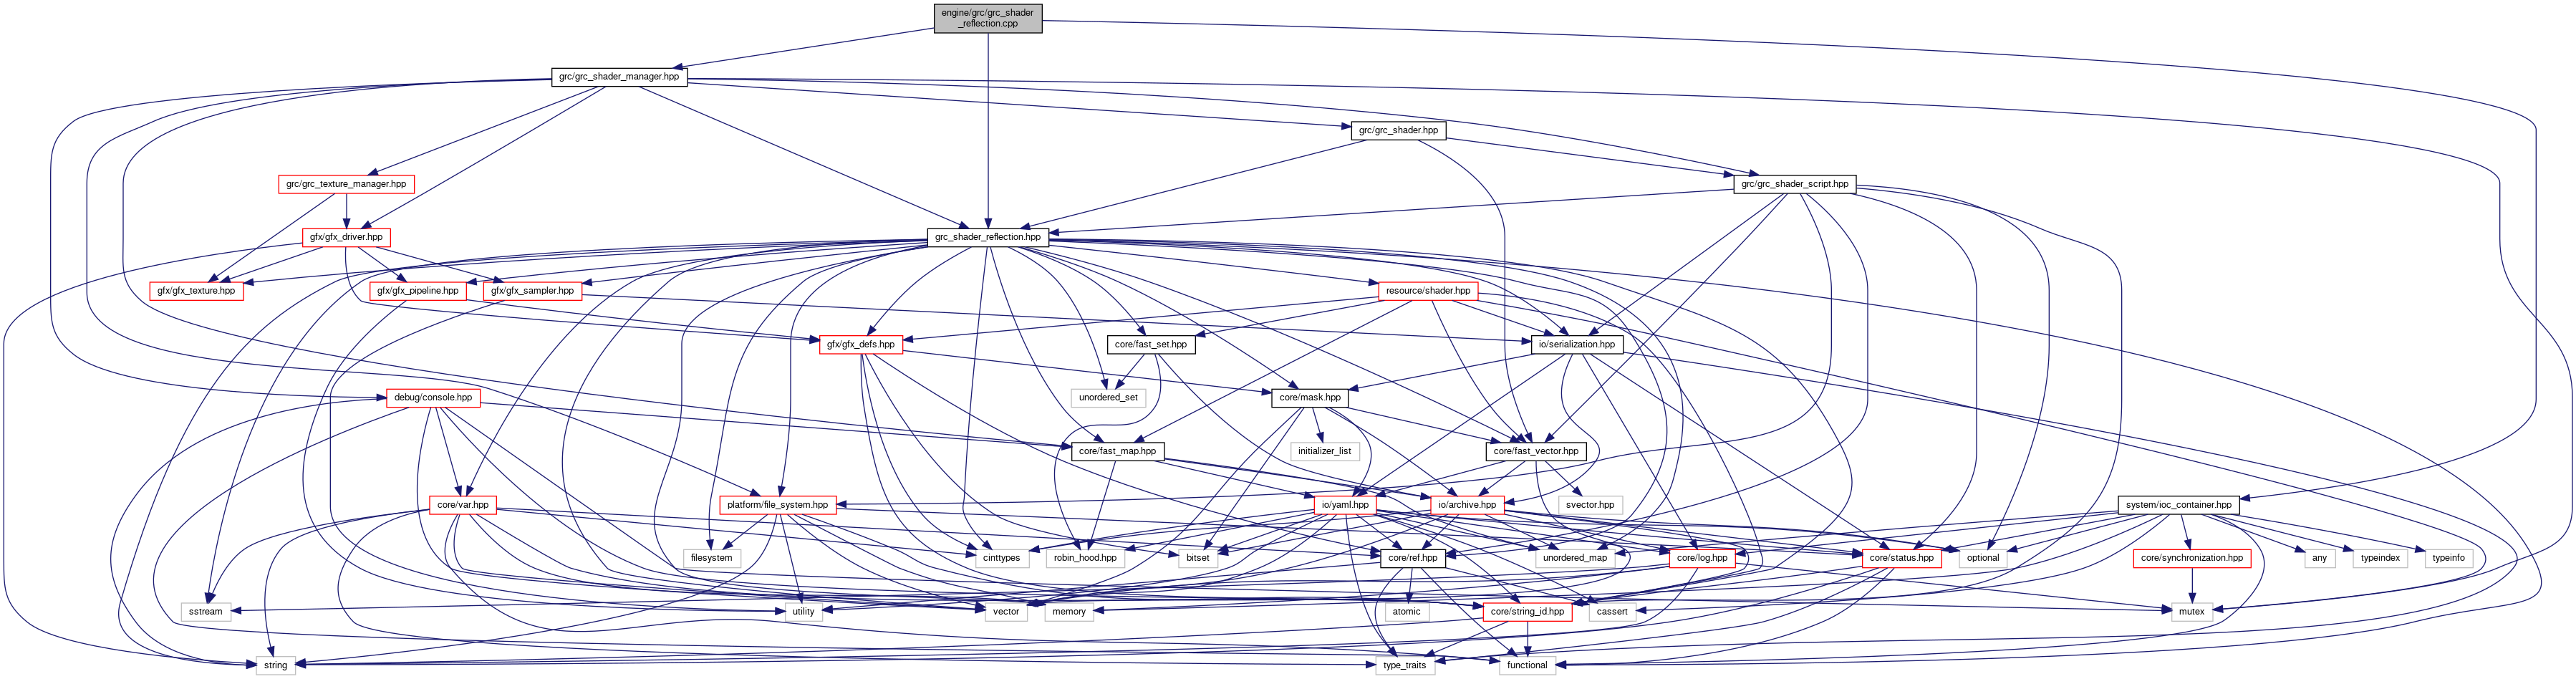 engine/grc/grc_shader
_reflection.cpp
grc/grc_shader_manager.hpp
grc/grc_shader.hpp
grc/grc_texture_manager.hpp
grc/grc_shader_script.hpp
gfx/gfx_driver.hpp
grc_shader_reflection.hpp
gfx/gfx_texture.hpp
gfx/gfx_pipeline.hpp
gfx/gfx_sampler.hpp
resource/shader.hpp
gfx/gfx_defs.hpp
core/fast_set.hpp
io/serialization.hpp
debug/console.hpp
unordered_set
core/mask.hpp
core/fast_map.hpp
initializer_list
core/fast_vector.hpp
core/var.hpp
platform/file_system.hpp
io/yaml.hpp
io/archive.hpp
svector.hpp
system/ioc_container.hpp
filesystem
cinttypes
robin_hood.hpp
bitset
core/ref.hpp
unordered_map
core/log.hpp
core/status.hpp
optional
core/synchronization.hpp
any
typeindex
typeinfo
sstream
utility
vector
memory
atomic
core/string_id.hpp
cassert
mutex
string
type_traits
functional